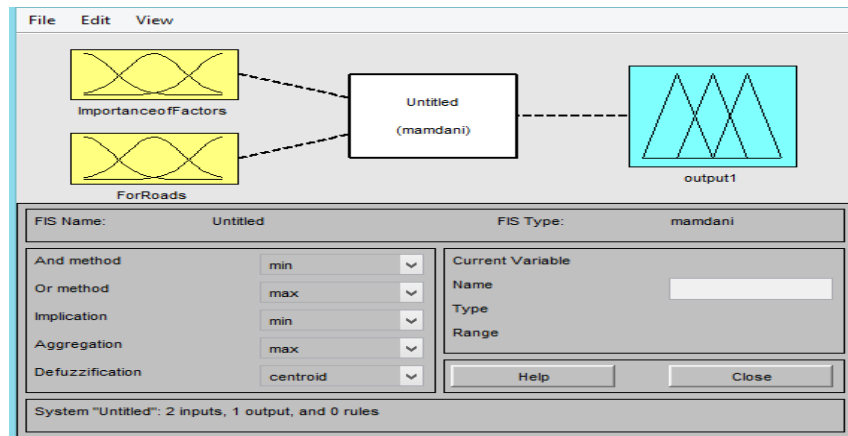 File Edit View
ImportanceofFactors
Untitled
(mamdani)
output1
ForRoads
FIS Name: Untitled FIS Type: mamdani
And method min
Or method max
Implication min
Aggregation max
Defuzzification centroid
Current Variable
Name
Type
Range
Help Close
System "Untitled": 2 inputs, 1 output, and 0 rules